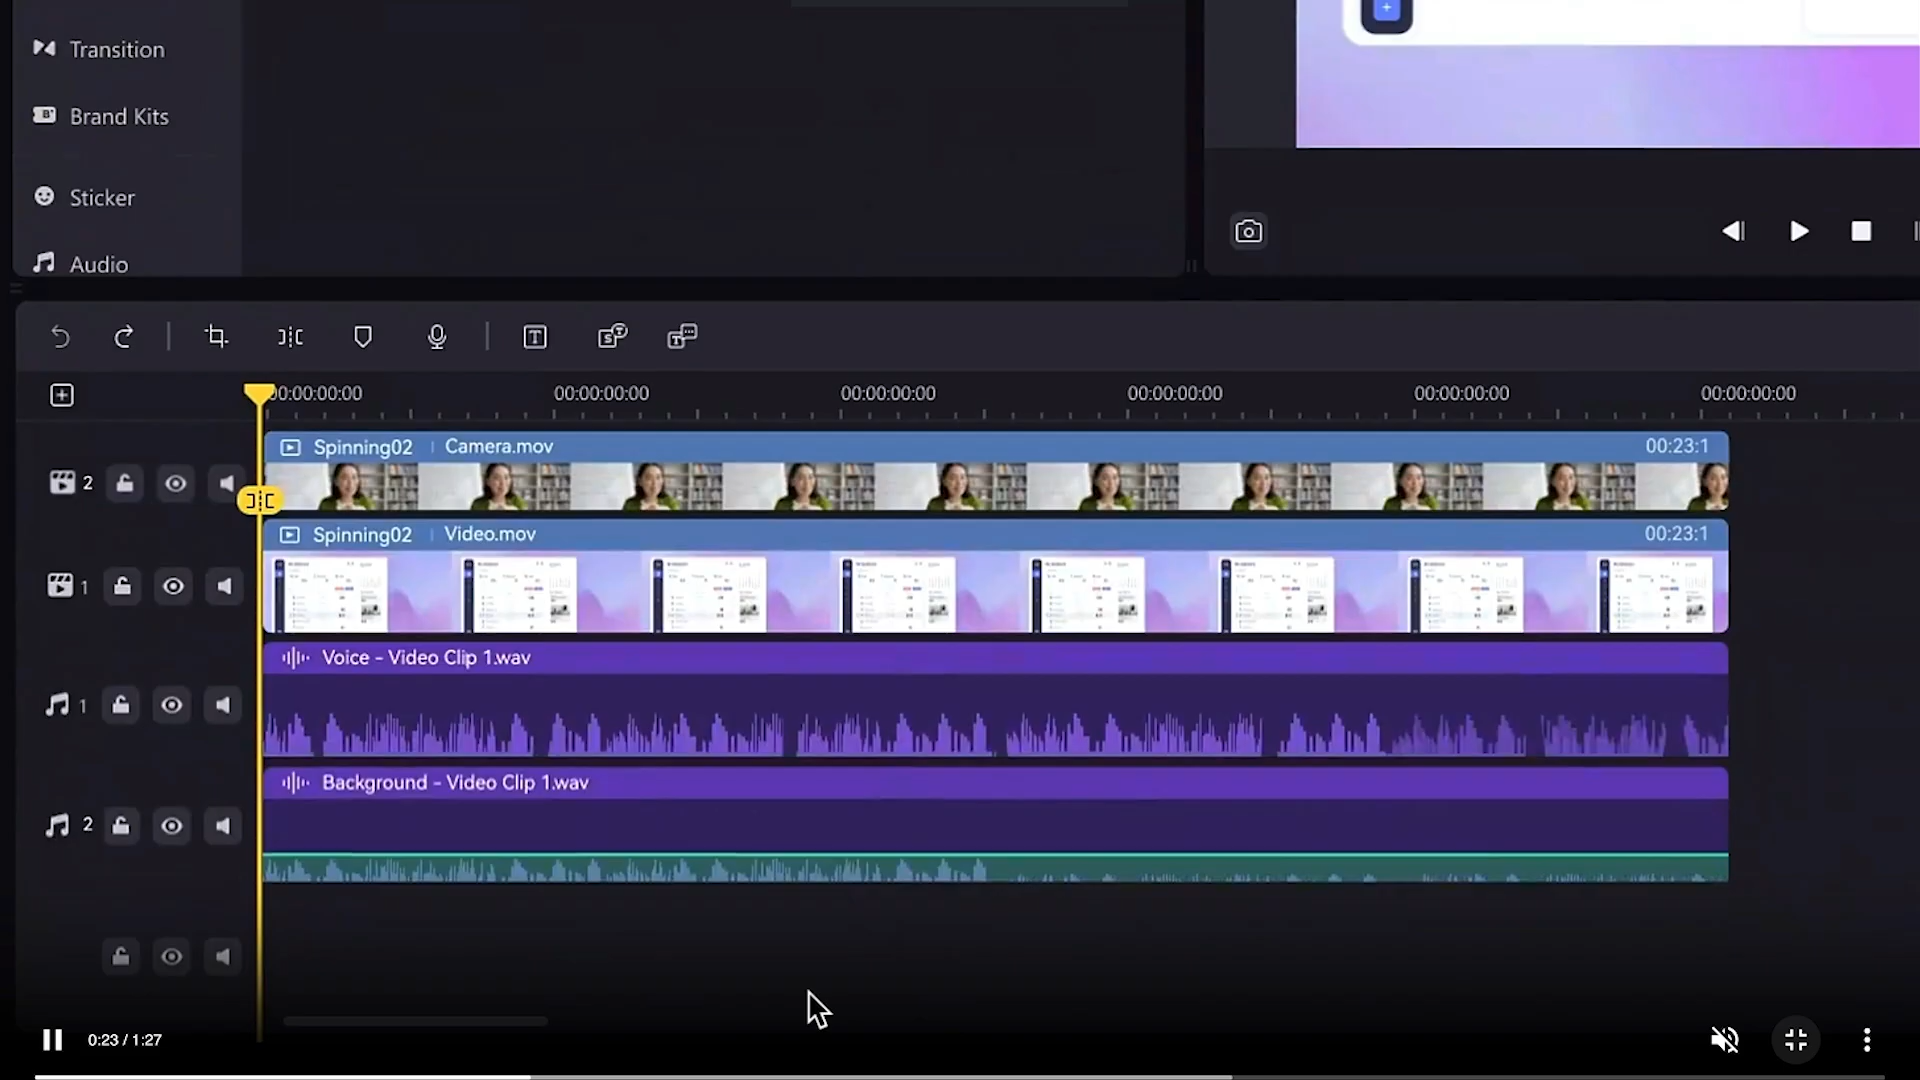 Transition
Brand Kits
Sticker
Audio
00:00:00:00 00:00:00:00 00:00:00:00 00:00:00:00 00:00:00:00 00:00:00:00
Spinning02 Camera.mov 00:23:1
2
Spinning02 Video.mov 00:23:1
1
Voice - Video Clip 1.wav
1
Background - Video Clip 1.wav
2
0:23 / 1:27